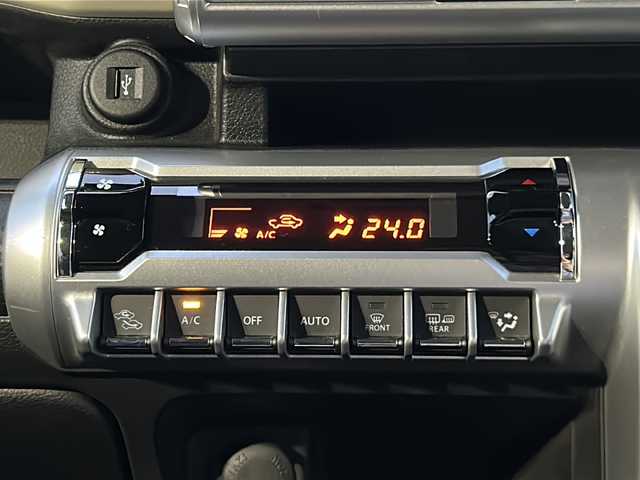 A/C 24.0
A/C OFF AUTO FRONT REAR